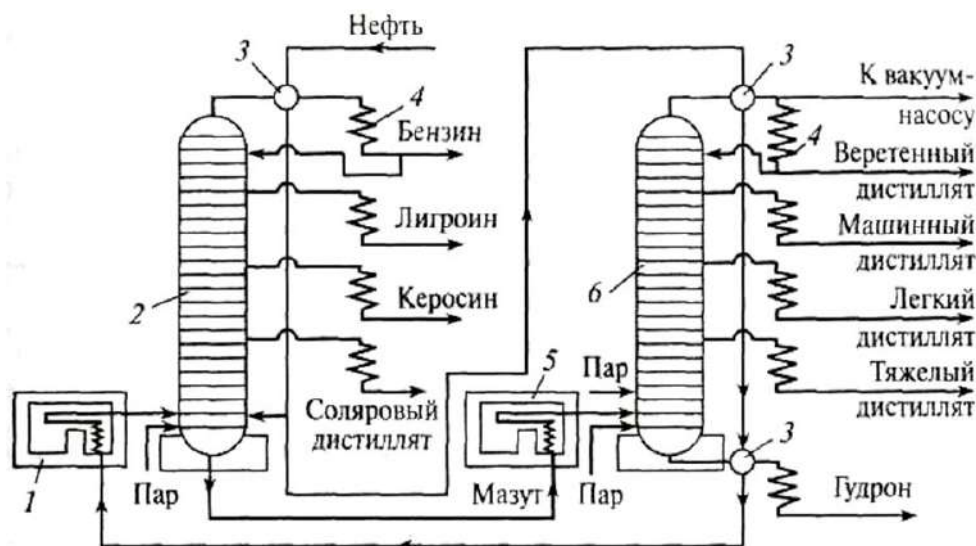 Нефть
3
3
4
К вакуум-
насосу
Бензин
4
Веретенный
дистиллят
Лигроин
Машинный
дистиллят
2
Керосин
6
Легкий
дистиллят
5
Пар
Тяжелый
дистиллят
Соляровый
дистиллят
3
1
Пар
Мазут
Пар
Гудрон